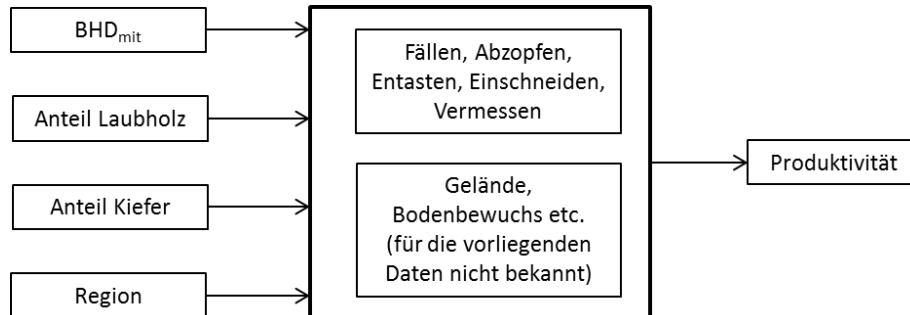 BHDmit
Anteil Laubholz
Anteil Kiefer
Region
Fällen, Abzopfen,
Entasten, Einschneiden,
Vermessen
Gelände,
Bodenbewuchs etc.
(für die vorliegenden
Daten nicht bekannt)
Produktivität